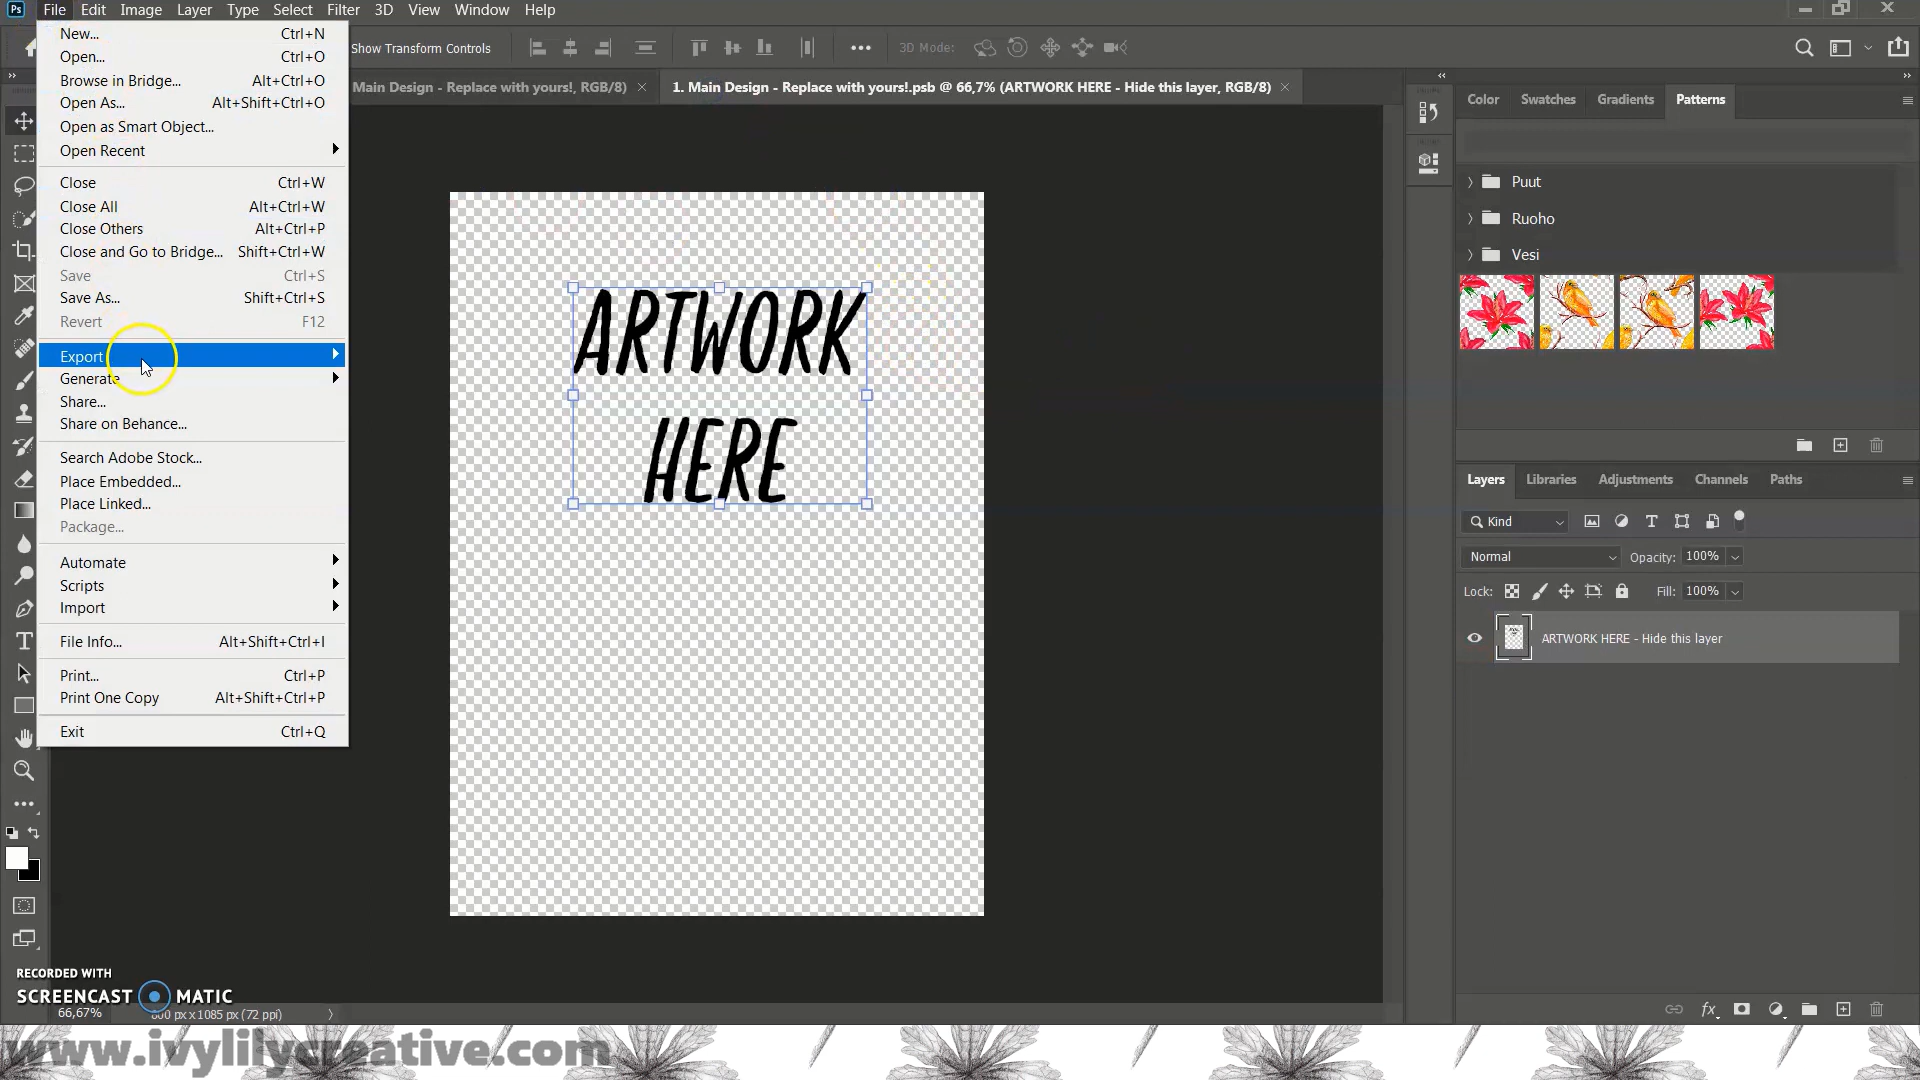 Ps File Edit Image Layer Type Select Filter 3D View Window Help
Show Transform Controls 3D Mode:
Main Design - Replace with yours!, RGB/8) × 1. Main Design - Replace with yours!.psb @ 66,7% (ARTWORK HERE - Hide this layer, RGB/8) ×
New... Ctrl+N
Open... Ctrl+O
Browse in Bridge... Alt+Ctrl+O
Open As... Alt+Shift+Ctrl+O
Open as Smart Object...
Open Recent
Close Ctrl+W
Close All Alt+Ctrl+W
Close Others Alt+Ctrl+P
Close and Go to Bridge... Shift+Ctrl+W
Save Ctrl+S
Save As... Shift+Ctrl+S
Revert F12
Export
Generate
Share...
Share on Behance...
Search Adobe Stock...
Place Embedded...
Place Linked...
Package...
Automate
Scripts
Import
File Info... Alt+Shift+Ctrl+I
Print... Ctrl+P
Print One Copy Alt+Shift+Ctrl+P
Exit Ctrl+Q
ARTWORK
HERE
Color Swatches Gradients Patterns
Puut
Ruoho
Vesi
Layers Libraries Adjustments Channels Paths
Kind
Normal Opacity: 100%
Lock: Fill: 100%
ARTWORK HERE - Hide this layer
fx
RECORDED WITH
SCREENCAST MATIC
66,67% 800 px x 1085 px (72 ppi)
www.ivylilycreative.com